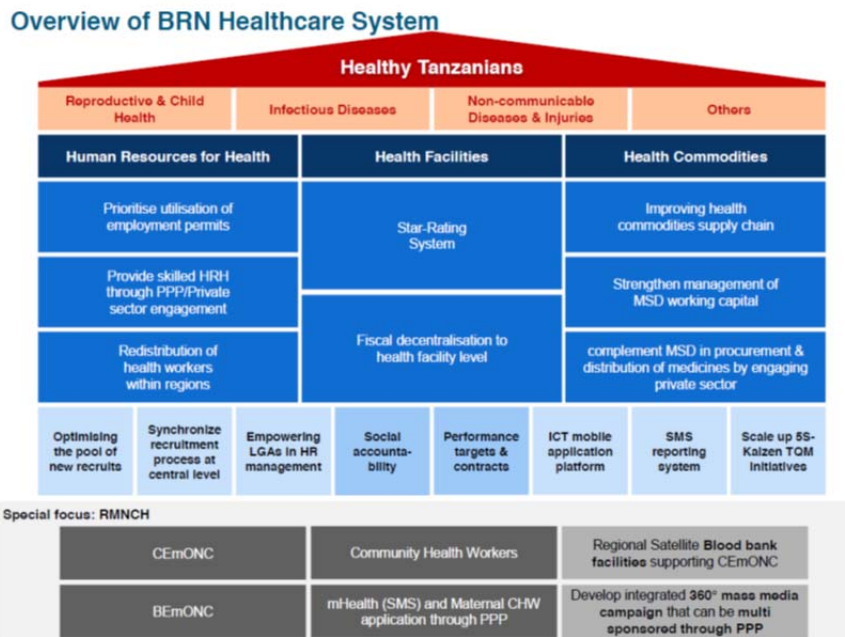 Overview of BRN Healthcare System
Healthy Tanzanians
Reproductive & Child
Health
Infectious Diseases
Non-communicable
Diseases & Injuries
Others
Human Resources for Health
Health Facilities
Health Commodities
Prioritise utilisation of
employment permits
Provide skilled HRH
through PPP/Private
sector engagement
Redistribution of
health workers
within regions
Star-Rating
System
Fiscal decentralisation to
health facility level
Improving health
commodities supply chain
Strengthen management of
MSD working capital
complement MSD in procurement &
distribution of medicines by engaging
private sector
Optimising
the pool of
new recruits
Synchronize
recruitment
process at
central level
Empowering
LGAs in HR
management
Social
accounta-
bility
Performance
targets &
contracts
ICT mobile
application
platform
SMS
reporting
system
Scale up 5S-
Kaizen TQM
Initiatives
Special focus: RMNCH
CEmONC
Community Health Workers
Regional Satellite Blood bank
facilities supporting CEmONC
BEmONC
mHealth (SMS) and Maternal CHW
application through PPP
Develop integrated 360° mass media
campaign that can be multi
sponsored through PPP